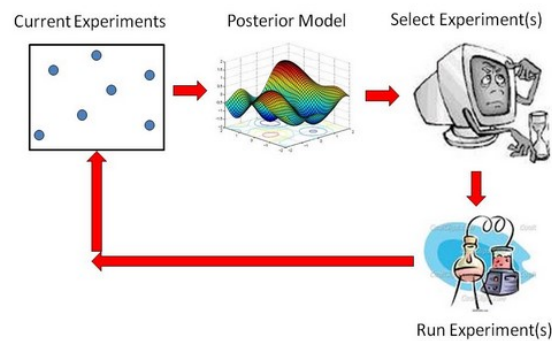 Current Experiments
Posterior Model
Select Experiment(s)
Run Experiment(s)